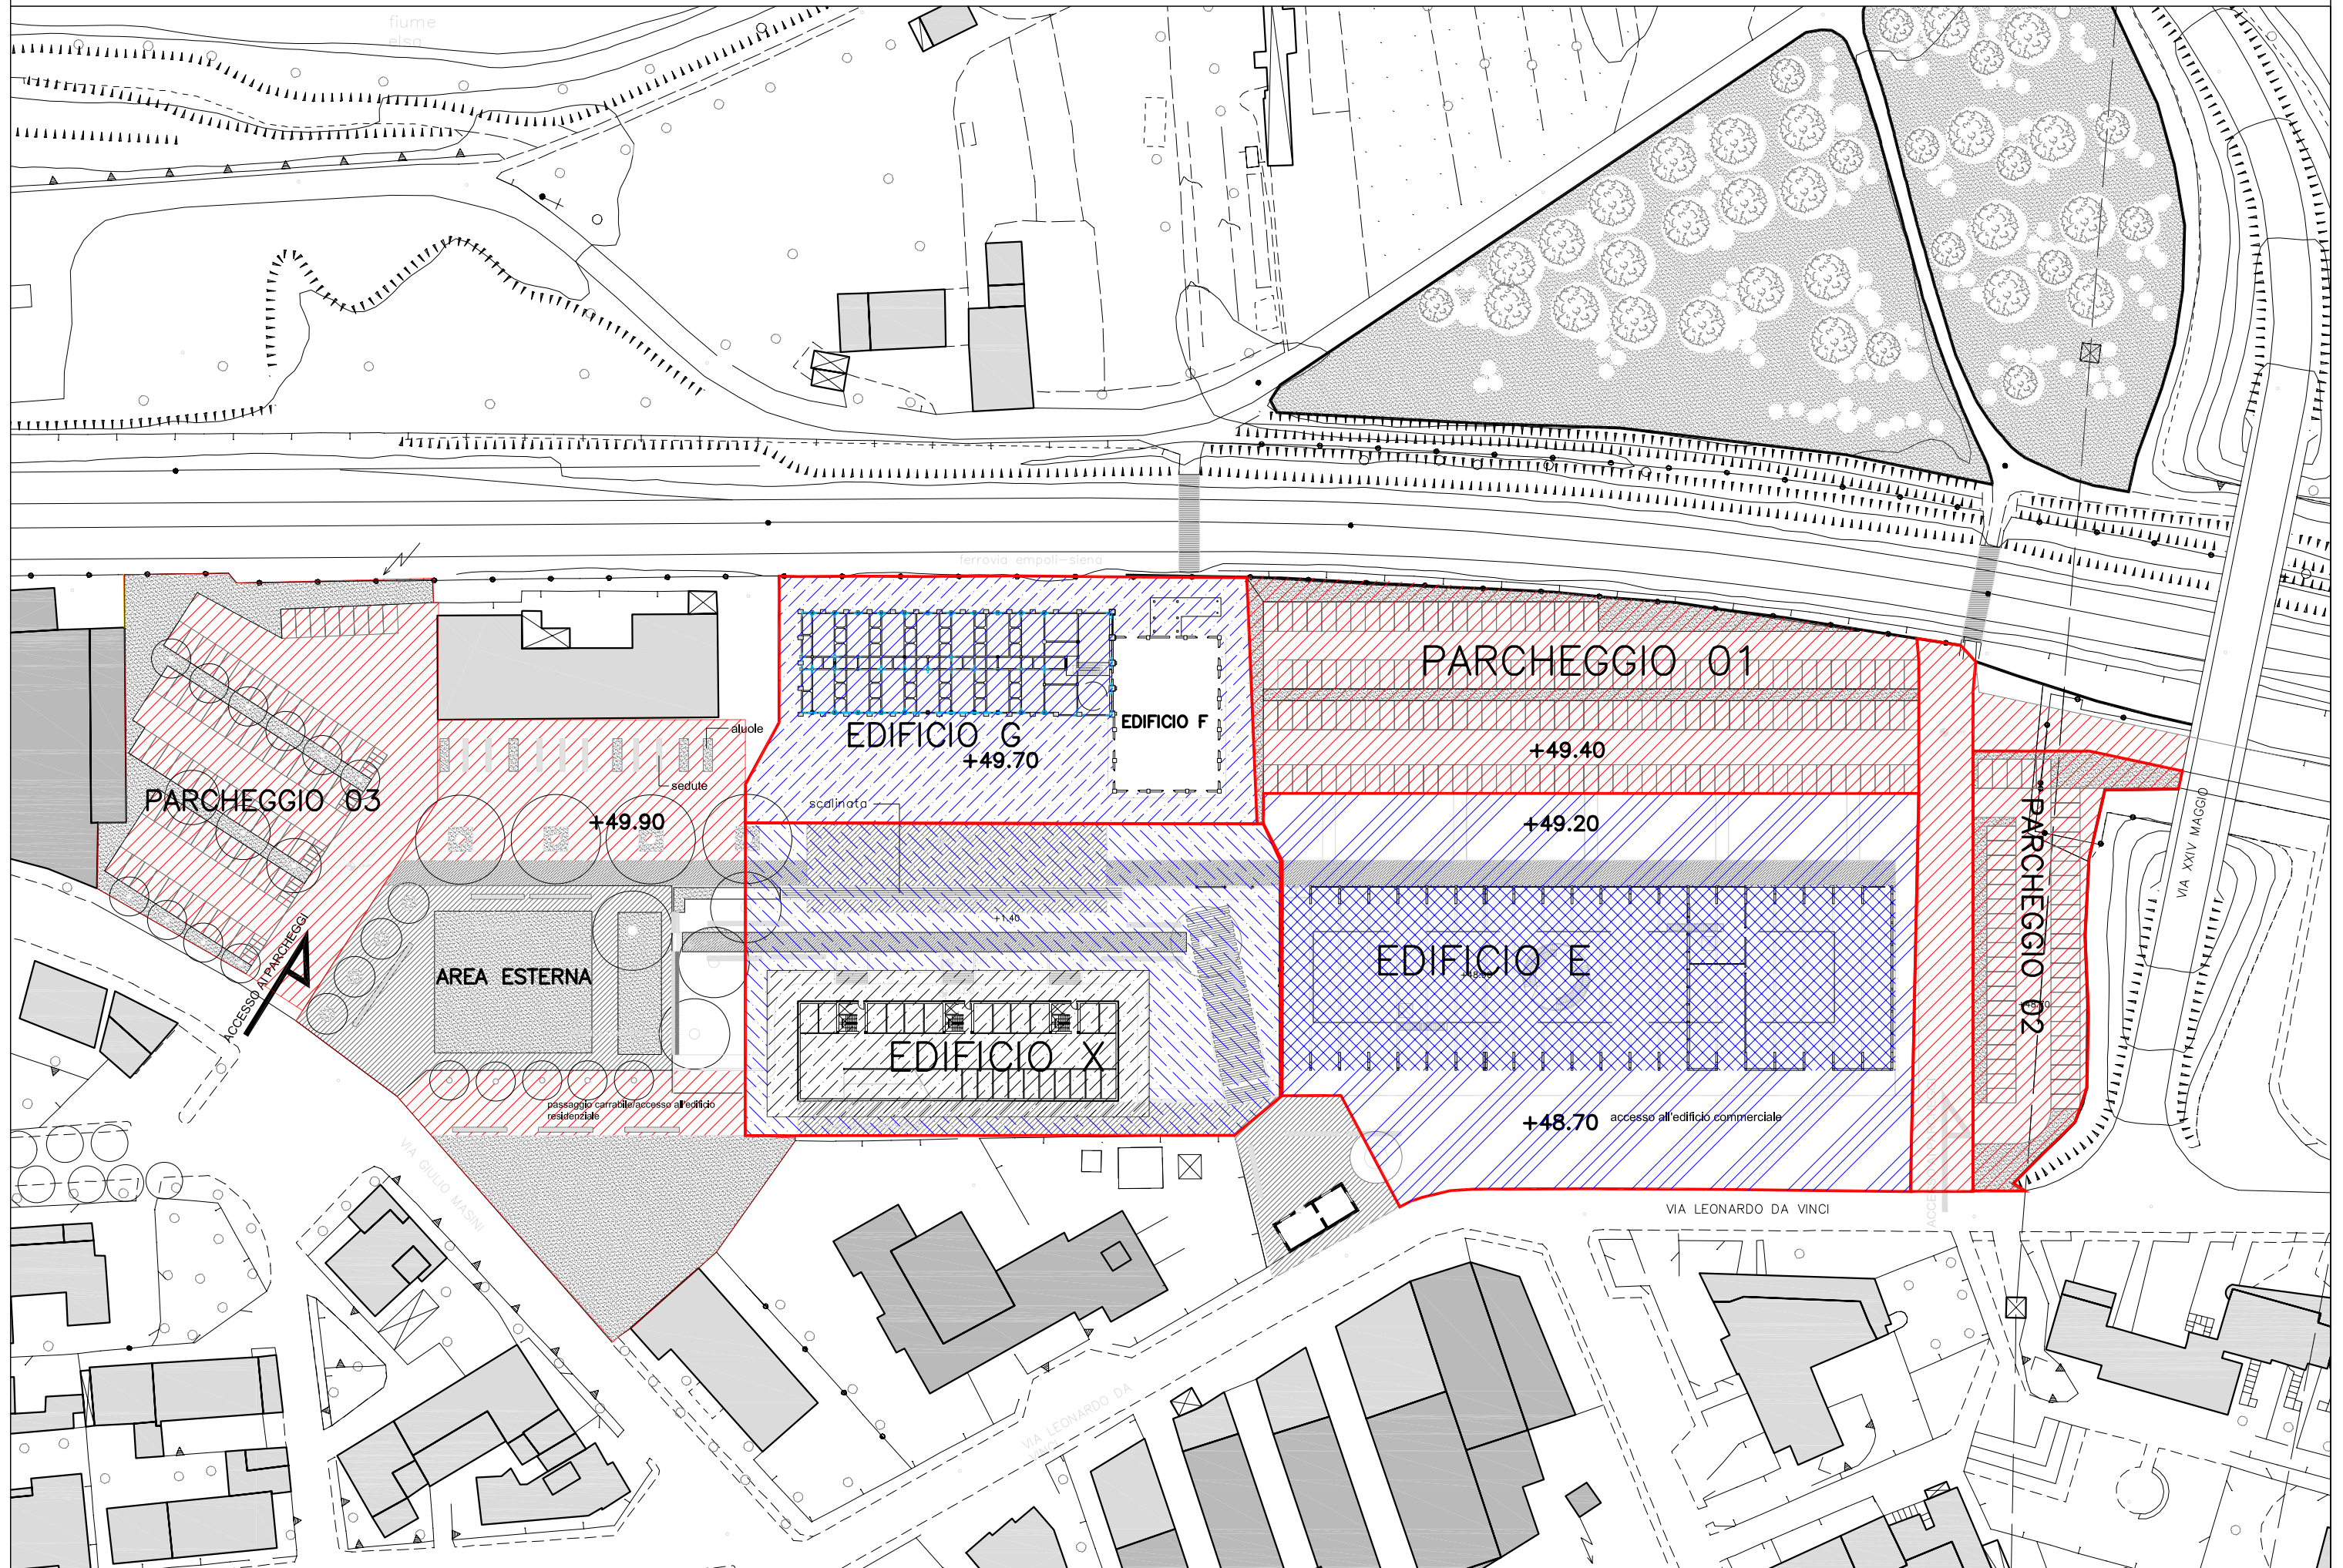 fiume
elsa
ferrovia empoli-siena
PARCHEGGIO 01
EDIFICIO F
aiuole
EDIFICIO G
+49.70
+49.40
sedute
PARCHEGGIO 03
scalinata
+49.90
+49.20
PARCHEGGIO 02
VIA XXIV MAGGIO
+1.40
ACCESSO AI PARCHEGGI
AREA ESTERNA
EDIFICIO E
EDIFICIO X
passaggio carrabile/accesso all'edificio
residenziale
+48.70
accesso all'edificio commerciale
VIA GIULIO MASINI
VIA LEONARDO DA VINCI
VIA LEONARDO DA
VINCI